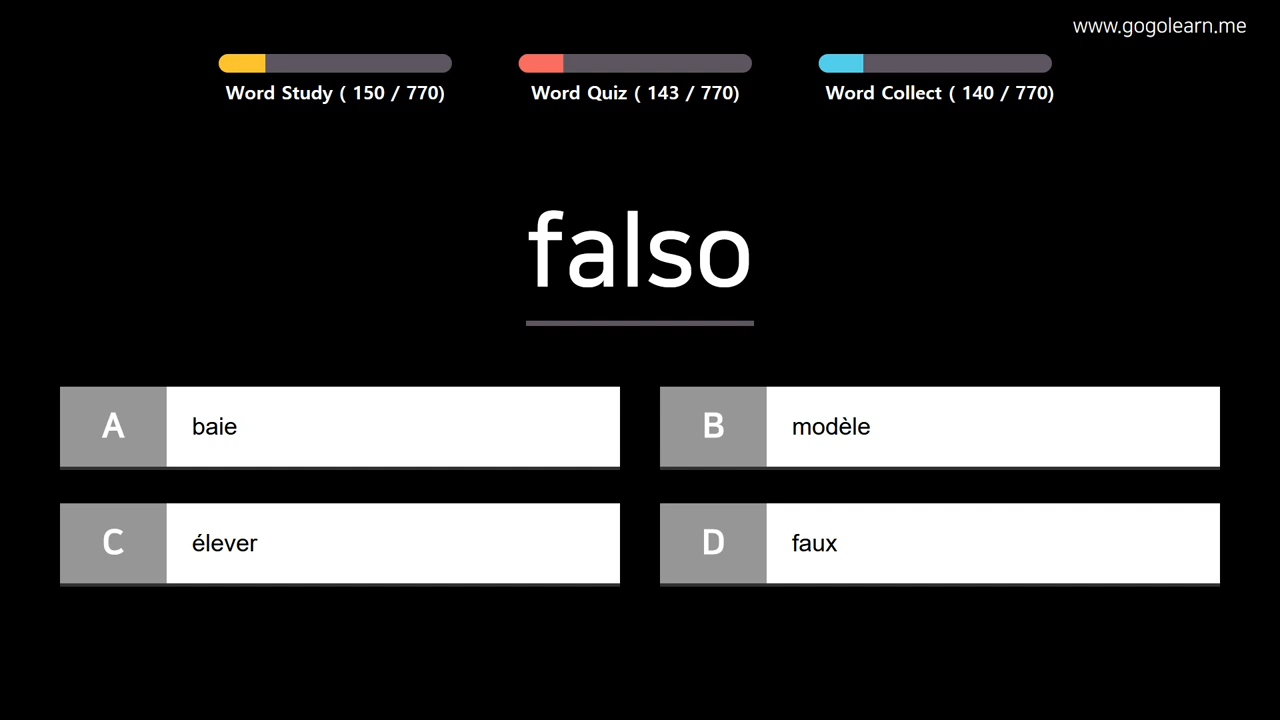 www.gogolearn.me
Word Study ( 150 / 770)
Word Quiz ( 143 / 770)
Word Collect ( 140 / 770)
falso
A baie
B modèle
C élever
D faux